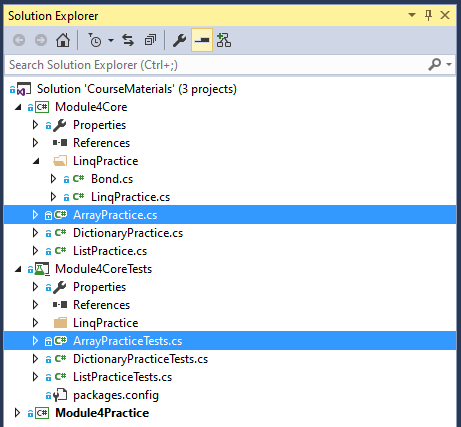 Solution Explorer
Search Solution Explorer (Ctrl+;)
Solution 'CourseMaterials' (3 projects)
C# Module4Core
Properties
References
LinqPractice
C# Bond.cs
C# LinqPractice.cs
C# ArrayPractice.cs
C# DictionaryPractice.cs
C# ListPractice.cs
Module4CoreTests
Properties
References
LinqPractice
C# ArrayPracticeTests.cs
C# DictionaryPracticeTests.cs
C# ListPracticeTests.cs
packages.config
C# Module4Practice